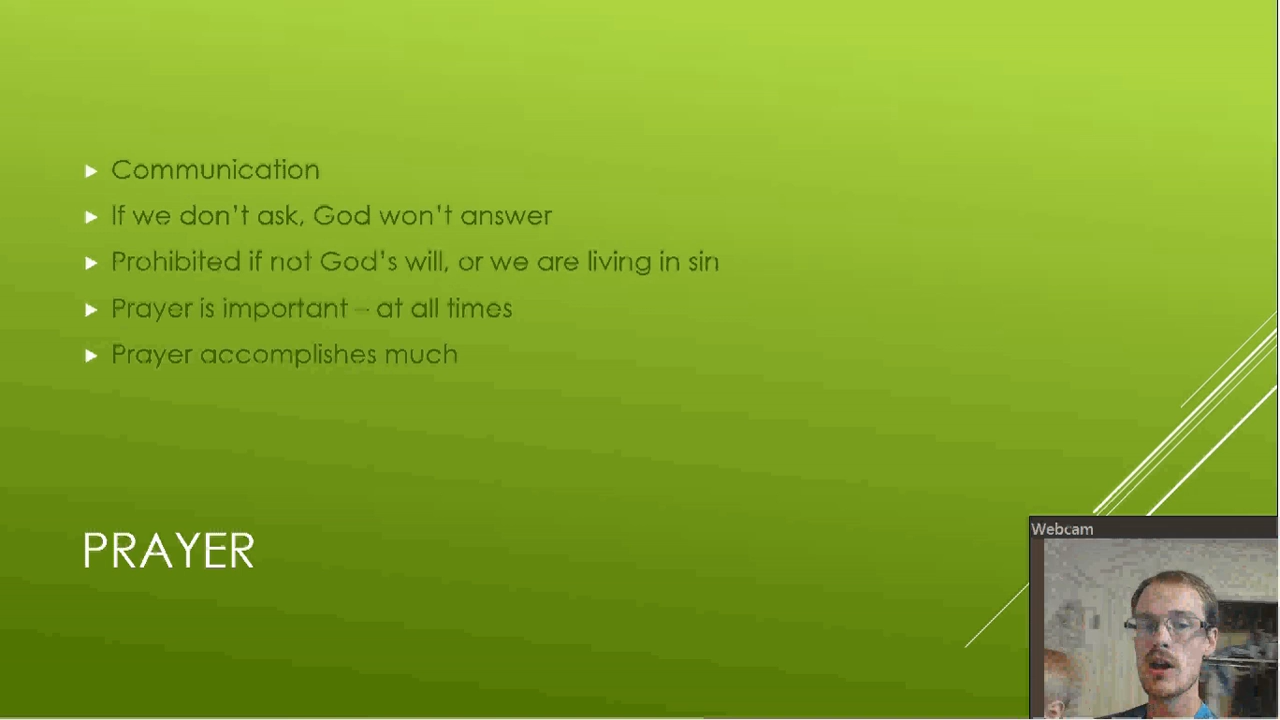 Communication
If we don't ask, God won't answer
Prohibited if not God's will, or we are living in sin
Prayer is important – at all times
Prayer accomplishes much
PRAYER
Webcam